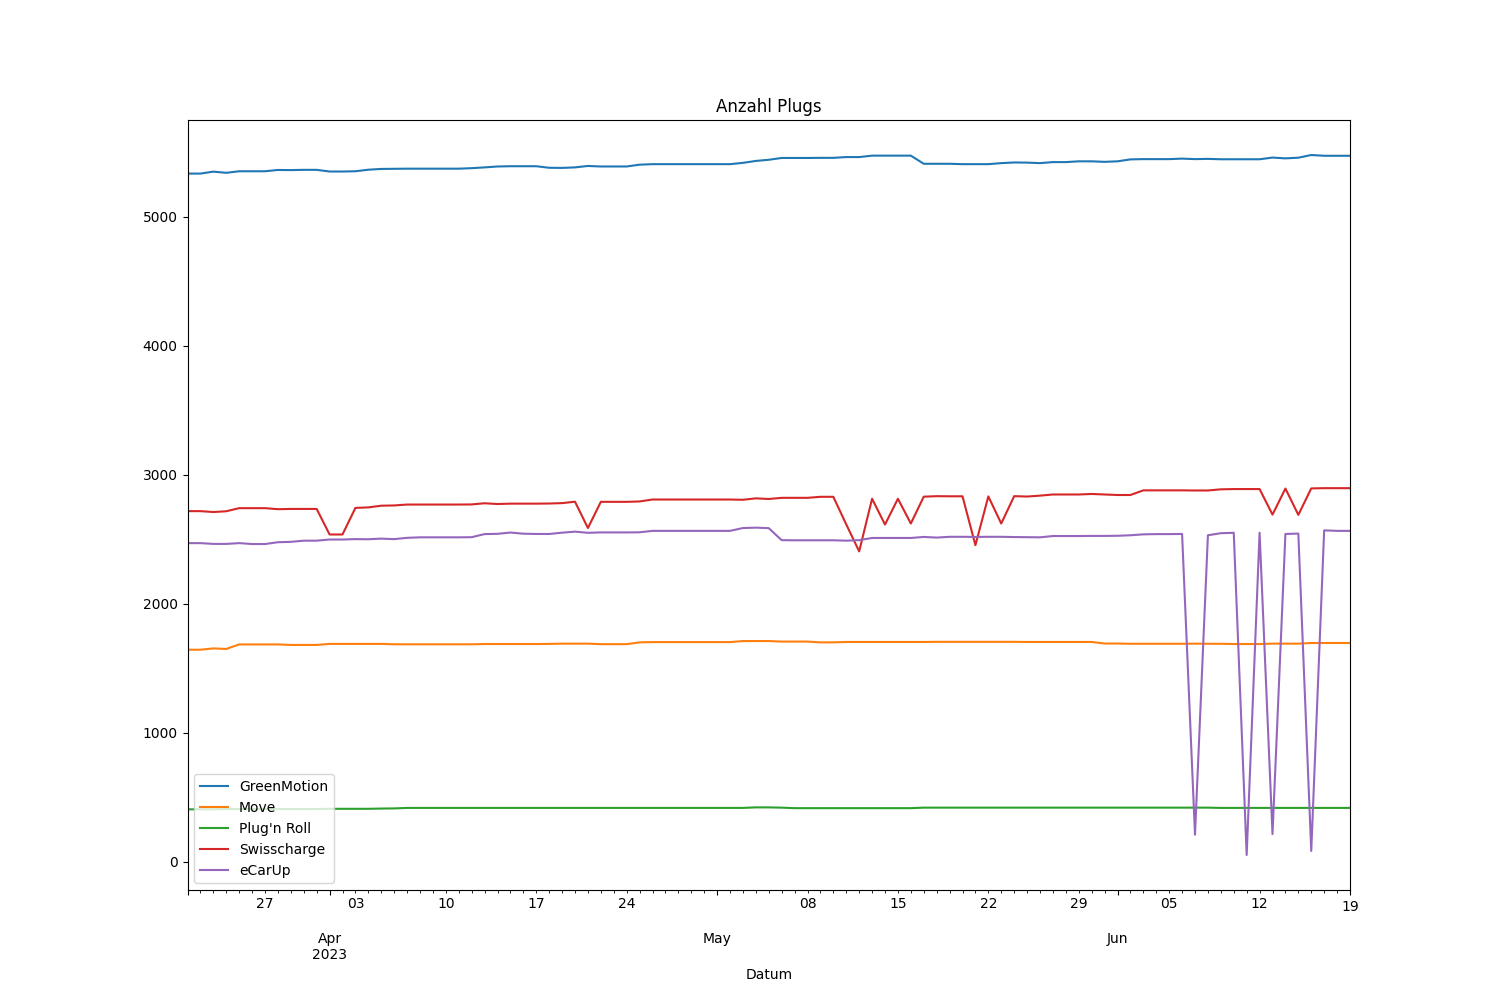 Anzahl Plugs
5000
4000
3000
2000
1000
0
GreenMotion
Move
Plug'n Roll
Swisscharge
eCarUp
27 03 10 17 24 08 15 22 29 05 12 19
Apr May Jun
2023
Datum